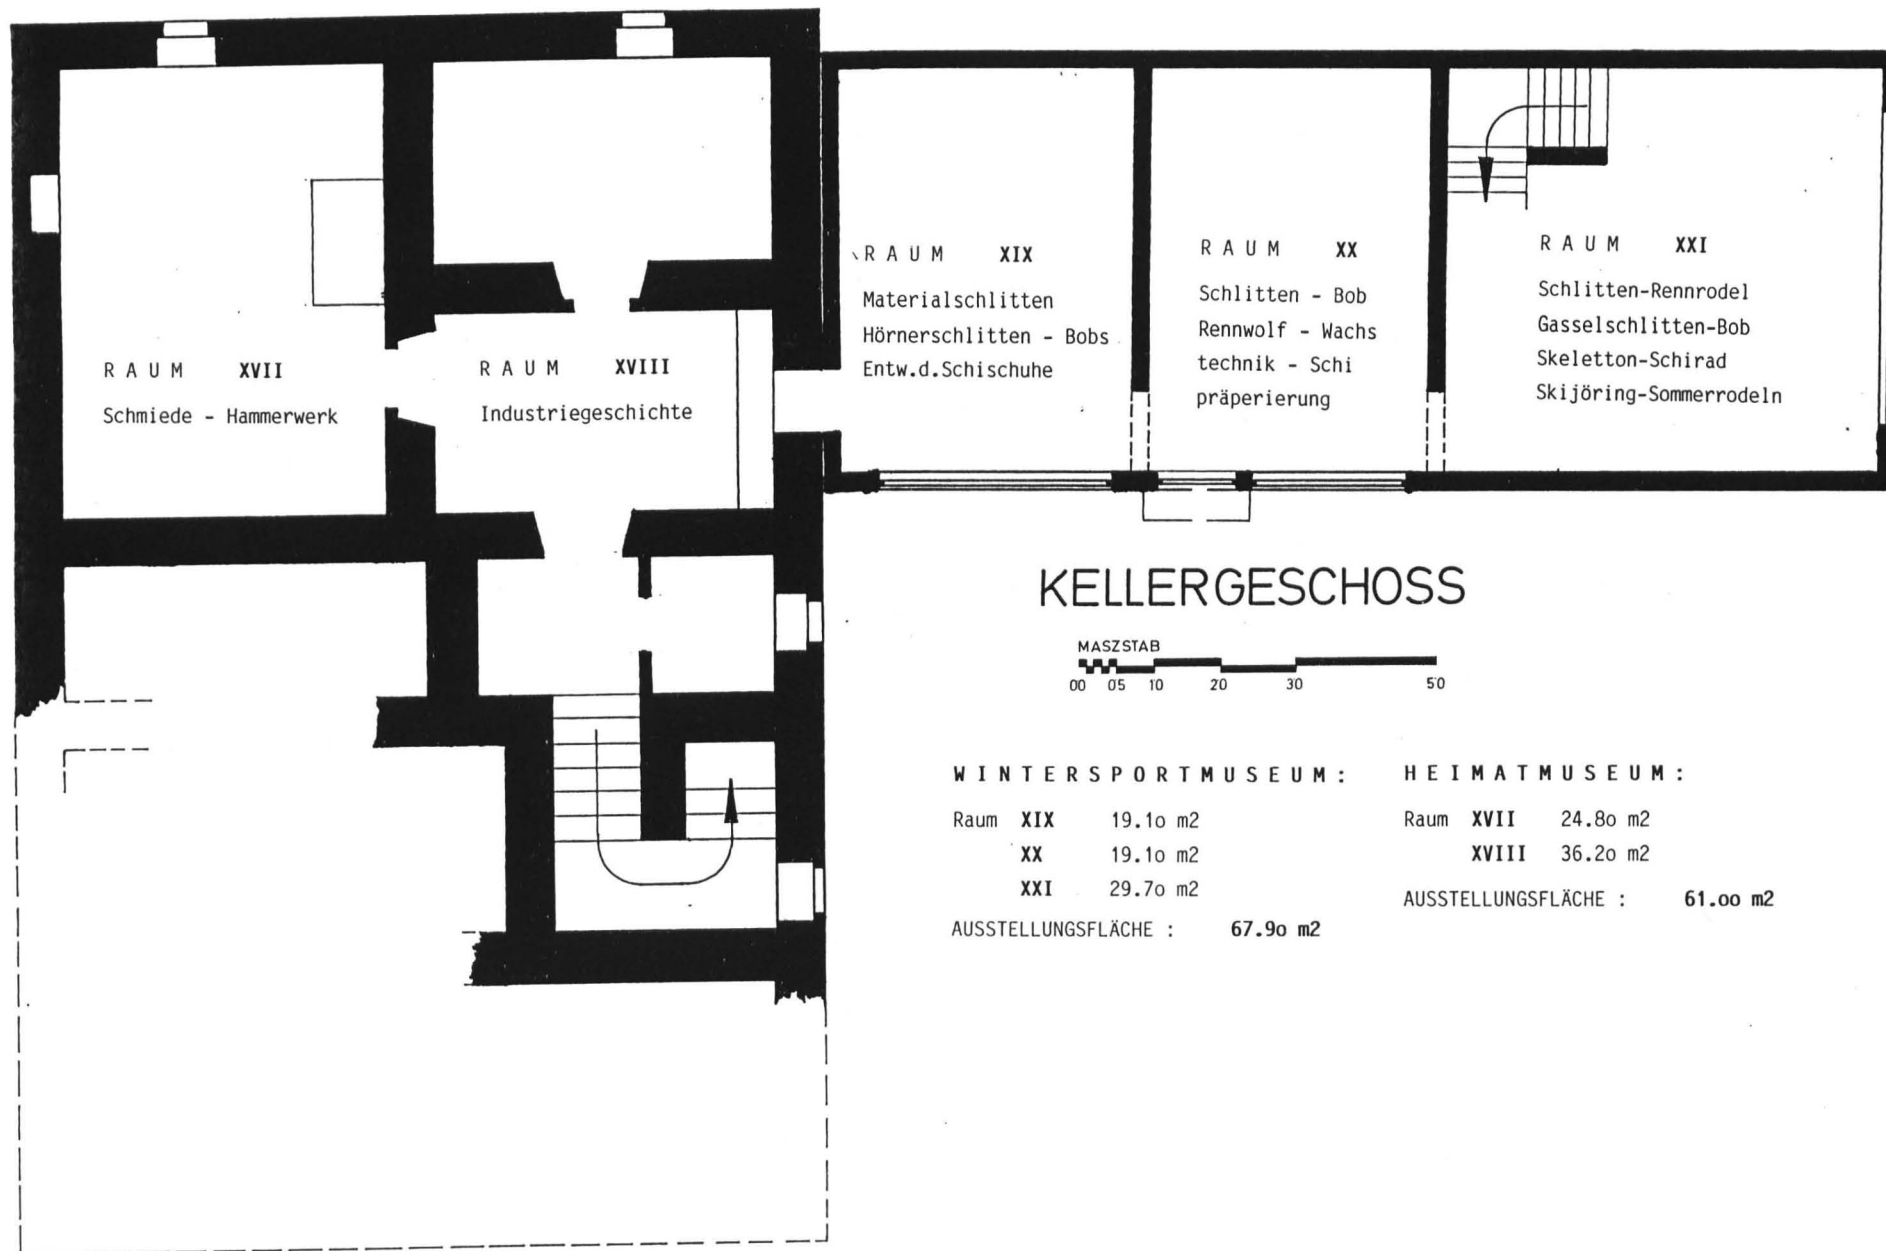 RAUM XVII
Schmiede - Hammerwerk
RAUM XVIII
Industriegeschichte
RAUM XIX
Materialschlitten
Hörnerschlitten - Bobs
Entw.d.Schischuhe
RAUM XX
Schlitten - Bob
Rennwolf - Wachs
technik - Schi
präperierung
RAUM XXI
Schlitten-Rennrodel
Gasselschlitten-Bob
Skeletton-Schirad
Skijöring-Sommerrodeln
KELLERGESCHOSS
MASZSTAB
00 05 10 20 30 50
WINTERSPORTMUSEUM:
Raum XIX 19.1o m2
XX 19.1o m2
XXI 29.7o m2
AUSSTELLUNGSFLÄCHE : 67.9o m2
HEIMATMUSEUM:
Raum XVII 24.8o m2
XVIII 36.2o m2
AUSSTELLUNGSFLÄCHE : 61.oo m2